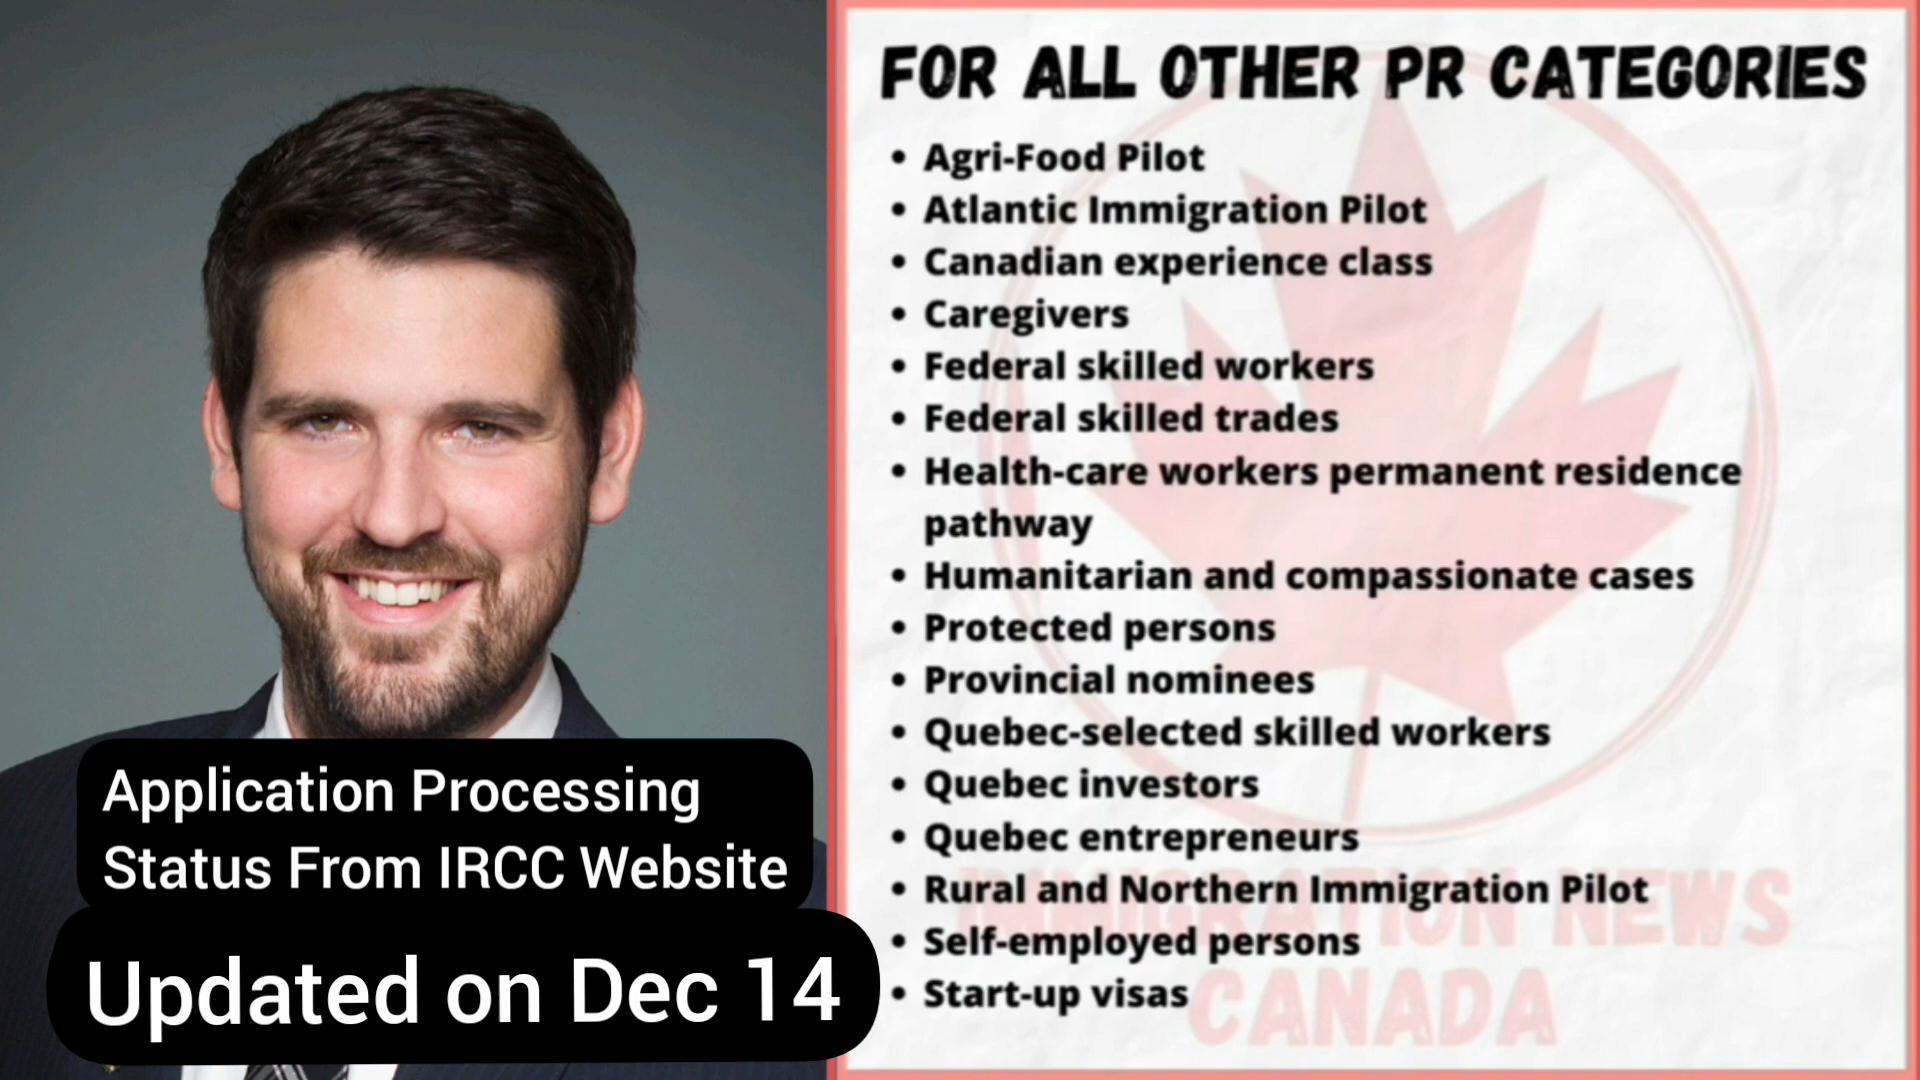 FOR ALL OTHER PR CATEGORIES
• Agri-Food Pilot
• Atlantic Immigration Pilot
• Canadian experience class
• Caregivers
• Federal skilled workers
• Federal skilled trades
• Health-care workers permanent residence
pathway
• Humanitarian and compassionate cases
• Protected persons
• Provincial nominees
• Quebec-selected skilled workers
• Quebec investors
• Quebec entrepreneurs
• Rural and Northern Immigration Pilot
• Self-employed persons
• Start-up visas
IMMIGRATION NEWS
CANADA
Application Processing
Status From IRCC Website
Updated on Dec 14